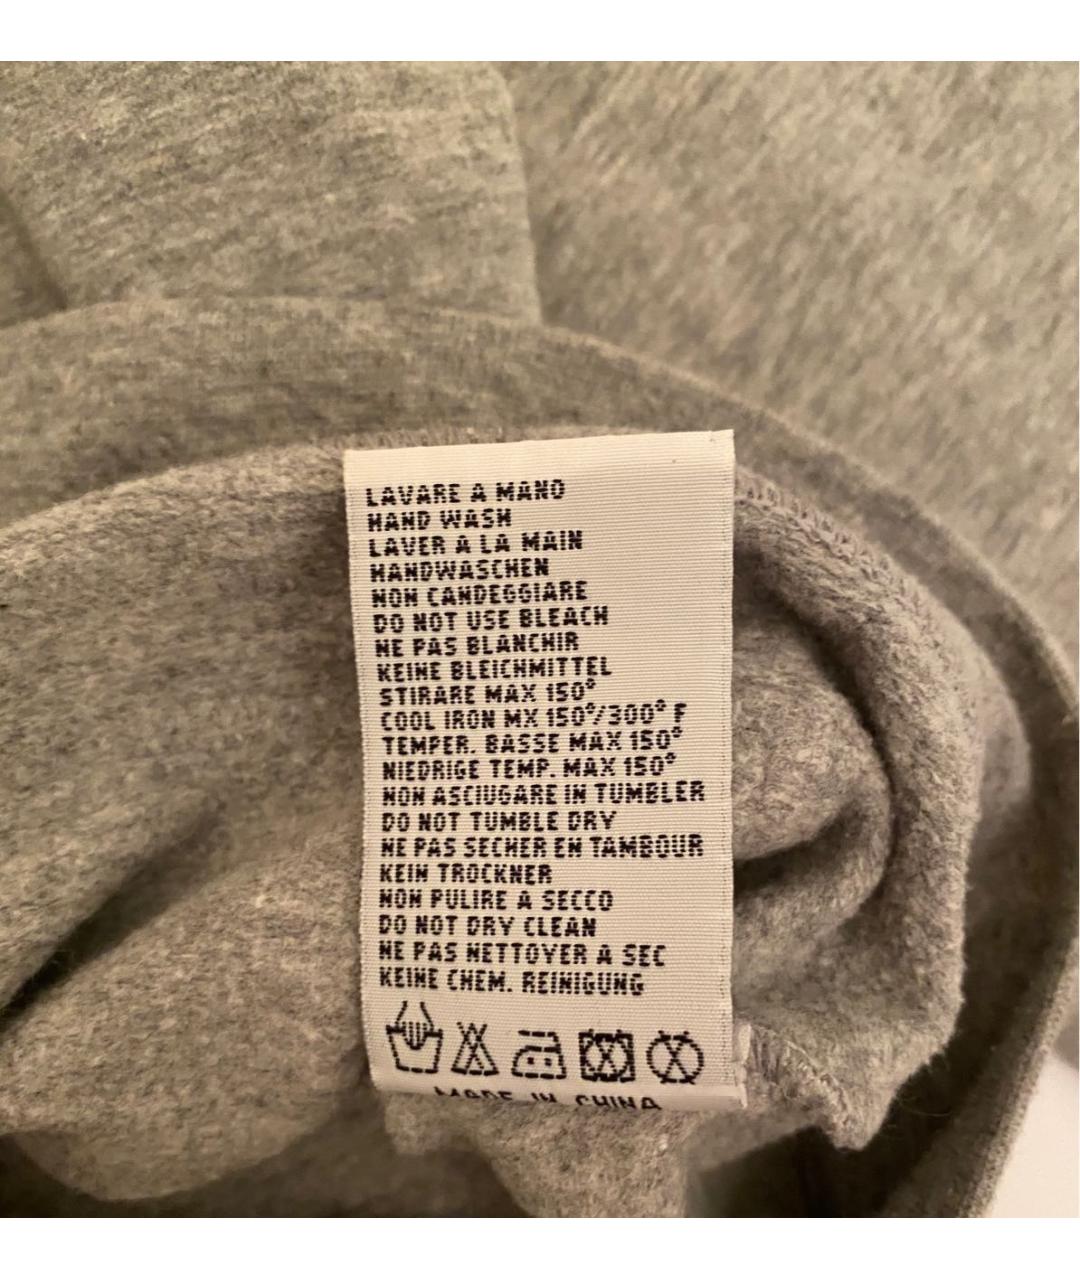 LAVARE A MANO
HAND WASH
LAVER A LA MAIN
HANDWASCHEN
NON CANDEGGIARE
DO NOT USE BLEACH
NE PAS BLANCHIR
KEINE BLEICHMITTEL
STIRARE MAX 150°
COOL IRON MX 150°/300° F
TEMPER. BASSE MAX 150°
NIEDRIGE TEMP. MAX 150°
NON ASCIUGARE IN TUMBLER
DO NOT TUMBLE DRY
NE PAS SECHER EN TAMBOUR
KEIN TROCKNER
NON PULIRE A SECCO
DO NOT DRY CLEAN
NE PAS NETTOYER A SEC
KEINE CHEM. REINIGUNG
MADE IN CHINA